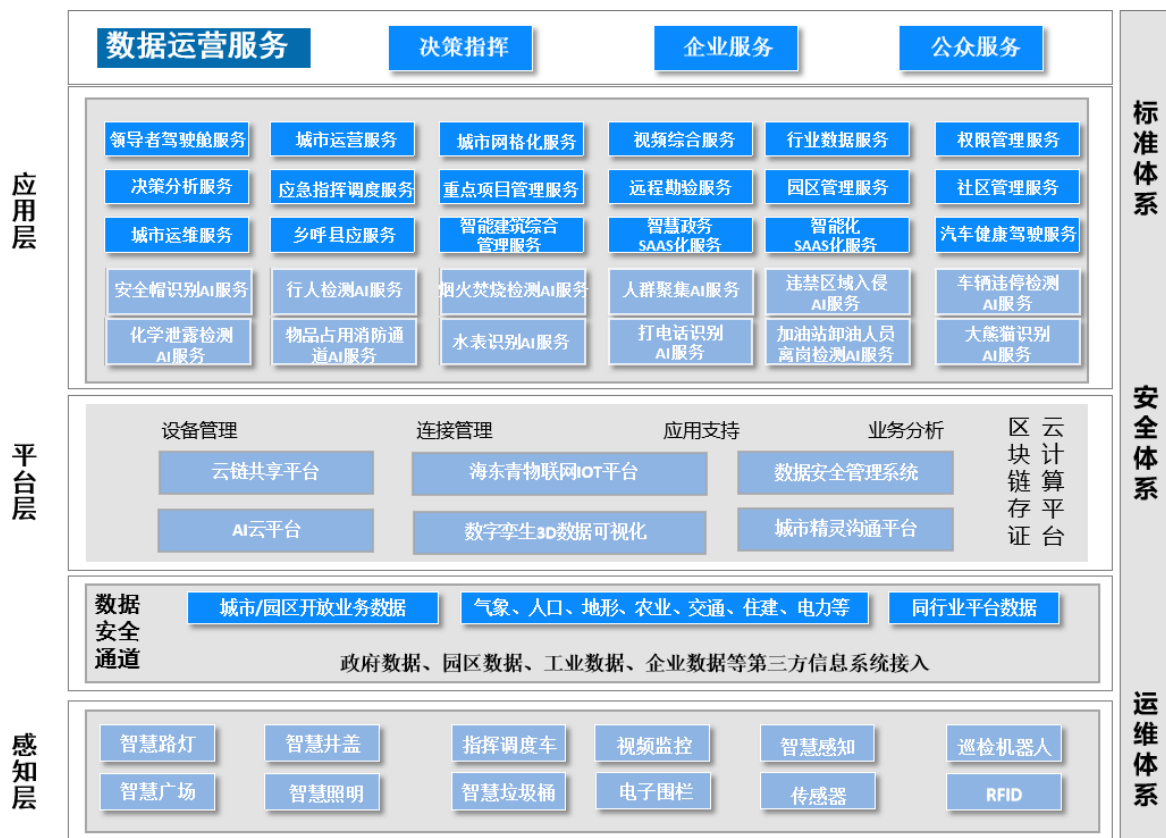 数据运营服务
决策指挥
企业服务
公众服务
应用层
领导者驾驶舱服务
城市运营服务
城市网格化服务
视频综合服务
行业数据服务
权限管理服务
决策分析服务
应急指挥调度服务
重点项目管理服务
远程勘验服务
园区管理服务
社区管理服务
城市运维服务
乡呼县应服务
智能建筑综合
管理服务
智慧政务
SAAS化服务
智能化
SAAS化服务
汽车健康驾驶服务
安全帽识别AI服务
行人检测AI服务
烟火焚烧检测AI服务
人群聚集AI服务
违禁区域入侵
AI服务
车辆违停检测
AI服务
化学泄露检测
AI服务
物品占用消防通
道AI服务
水表识别AI服务
打电话识别
AI服务
加油站卸油人员
离岗检测AI服务
大熊猫识别
AI服务
平台层
设备管理
连接管理
应用支持
业务分析
云链共享平台
海东青物联网IOT平台
数据安全管理系统
AI云平台
数字孪生3D数据可视化
城市精灵沟通平台
区块链存证
云计算平台
数据
安全
通道
城市/园区开放业务数据
气象、人口、地形、农业、交通、住建、电力等
同行业平台数据
政府数据、园区数据、工业数据、企业数据等第三方信息系统接入
感知层
智慧路灯
智慧井盖
指挥调度车
视频监控
智慧感知
巡检机器人
智慧广场
智慧照明
智慧垃圾桶
电子围栏
传感器
RFID
标准体系
安全体系
运维体系